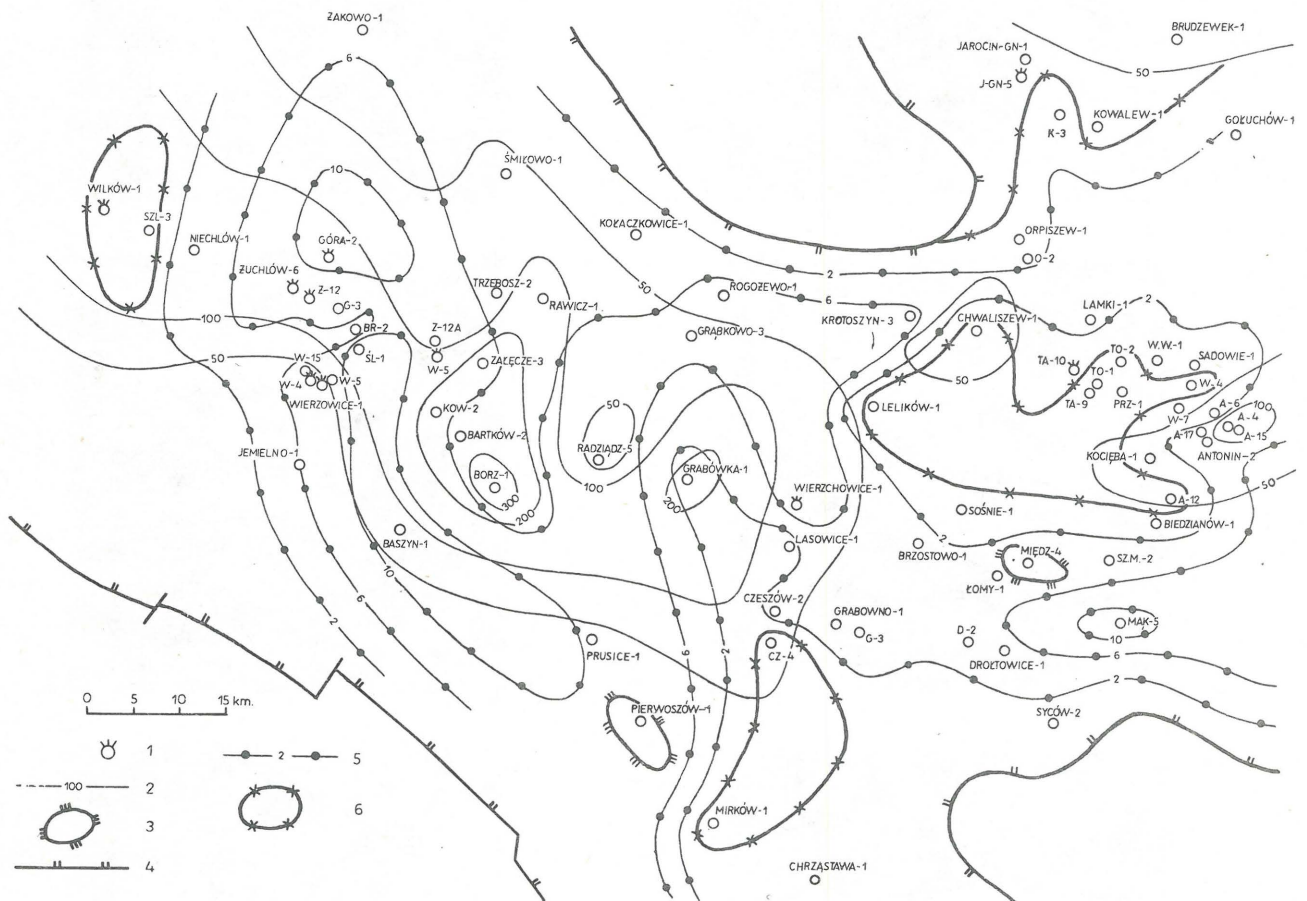 ŻAKOWO-1
BRUDZEWEK-1
JAROCIN-GN-1
6
50
J-GN-5
K-3
KOWALEW-1
GOŁUCHÓW-1
ŚMIŁOWO-1
10
WILKÓW-1
SZL-3
NIECHLÓW-1
GÓRA-2
KOŁACZKOWICE-1
ORPISZEW-1
O-2
2
ŻUCHLÓW-6
Z-12
G-3
TRZEBOSZ-2
RAWICZ-1
50
ROGOŻEWO-1
6
KROTOSZYN-3
LAMKI-1
2
100
BR-2
Z-12A
GRĄBKOWO-3
CHWALISZEW-1
50
W-15
ŚL-1
W-5
ZAŁĘCZE-3
TA-10
TO-2
W.W.-1
SADOWIE-1
W-4
W-5
WIERZOWICE-1
50
TO-1
W-4
TA-9
PRZ-1
KOW-2
50
LELIKÓW-1
W-7
A-6
100
A-4
BARTKÓW-2
A-17
A-15
RADZIĄDZ-5
ANTONIN-2
JEMIELNO-1
KOCIĘBA-1
BORZ-1
100
GRABÓWKA-1
50
300
200
200
WIERZCHOWICE-1
A-12
SOŚNIE-1
BIEDZIANÓW-1
BASZYN-1
LASOWICE-1
2
BRZOSTOWO-1
MIĘDZ-4
SZ.M.-2
10
ŁOMY-1
6
2
CZESZÓW-2
GRABOWNO-1
G-3
MAK-5
10
PRUSICE-1
CZ-4
D-2
DROŁTOWICE-1
6
6
2
2
0 5 10 15 km.
PIERWOSZÓW-1
SYCÓW-2
1
2 5
100 2
6
3
MIRKÓW-1
4
CHRZĄSTAWA-1